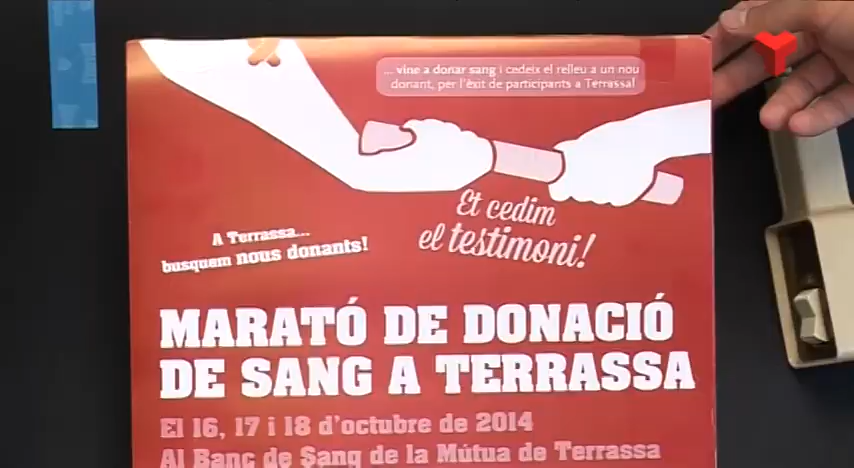 ...vine a donar sang i cedeix el relleu a un nou
donant, per l'èxit de participants a Terrassa!
Et cedim
el testimoni!
A Terrassa...
busquem nous donants!
MARATÓ DE DONACIÓ
DE SANG A TERRASSA
El 16, 17 i 18 d'octubre de 2014
Al Banc de Sang de la Mútua de Terrassa